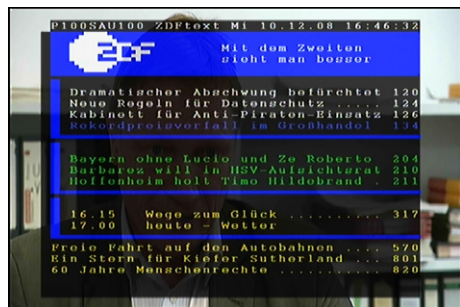 P100SAU100 ZDFtext Mi 10.12.08 16:46:32
ZDF
Mit dem Zweiten
sieht man besser
Dramatischer Abschwung befürchtet 120
Neue Regeln für Datenschutz ..... 124
Kabinett für Anti-Piraten-Einsatz 126
Rekordpreisverfall im Großhandel 134
Bayern ohne Lucio und Ze Roberto 204
Barbarez will in HSV-Aufsichtsrat 210
Hoffenheim holt Timo Hildebrand . 211
16.15 Wege zum Glück .......... 317
17.00 heute - Wetter
Freie Fahrt auf den Autobahnen ... 570
Ein Stern für Kiefer Sutherland .. 801
60 Jahre Menschenrechte .......... 820